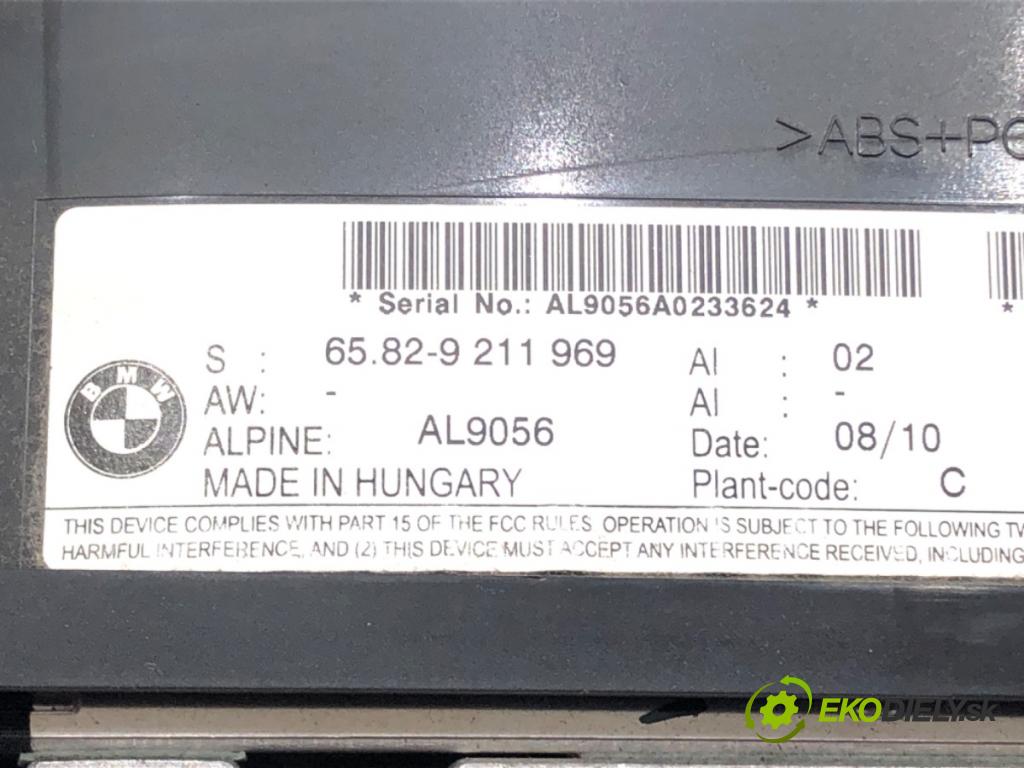 >ABS+PC
* Serial No.: AL9056A0233624 *
*
BMW
S : 65.82-9 211 969 AI : 02
AW: - AI : -
ALPINE: AL9056 Date: 08/10
MADE IN HUNGARY Plant-code: C
THIS DEVICE COMPLIES WITH PART 15 OF THE FCC RULES. OPERATION IS SUBJECT TO THE FOLLOWING TW
HARMFUL INTERFERENCE, AND (2) THIS DEVICE MUST ACCEPT ANY INTERFERENCE RECEIVED, INCLUDING
EKODIELY.sk